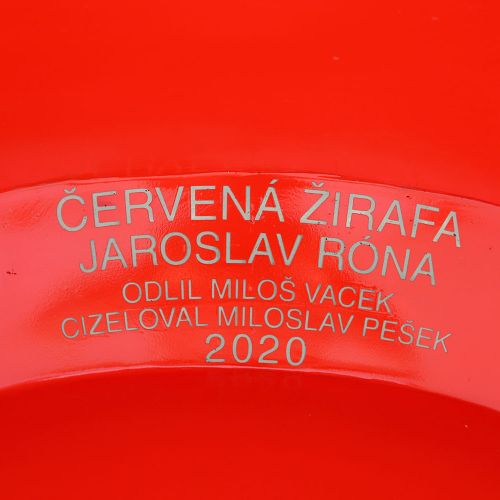 ČERVENÁ ŽIRAFA
JAROSLAV RÓNA
ODLIL MILOŠ VACEK
CIZELOVAL MILOSLAV PEŠEK
2020